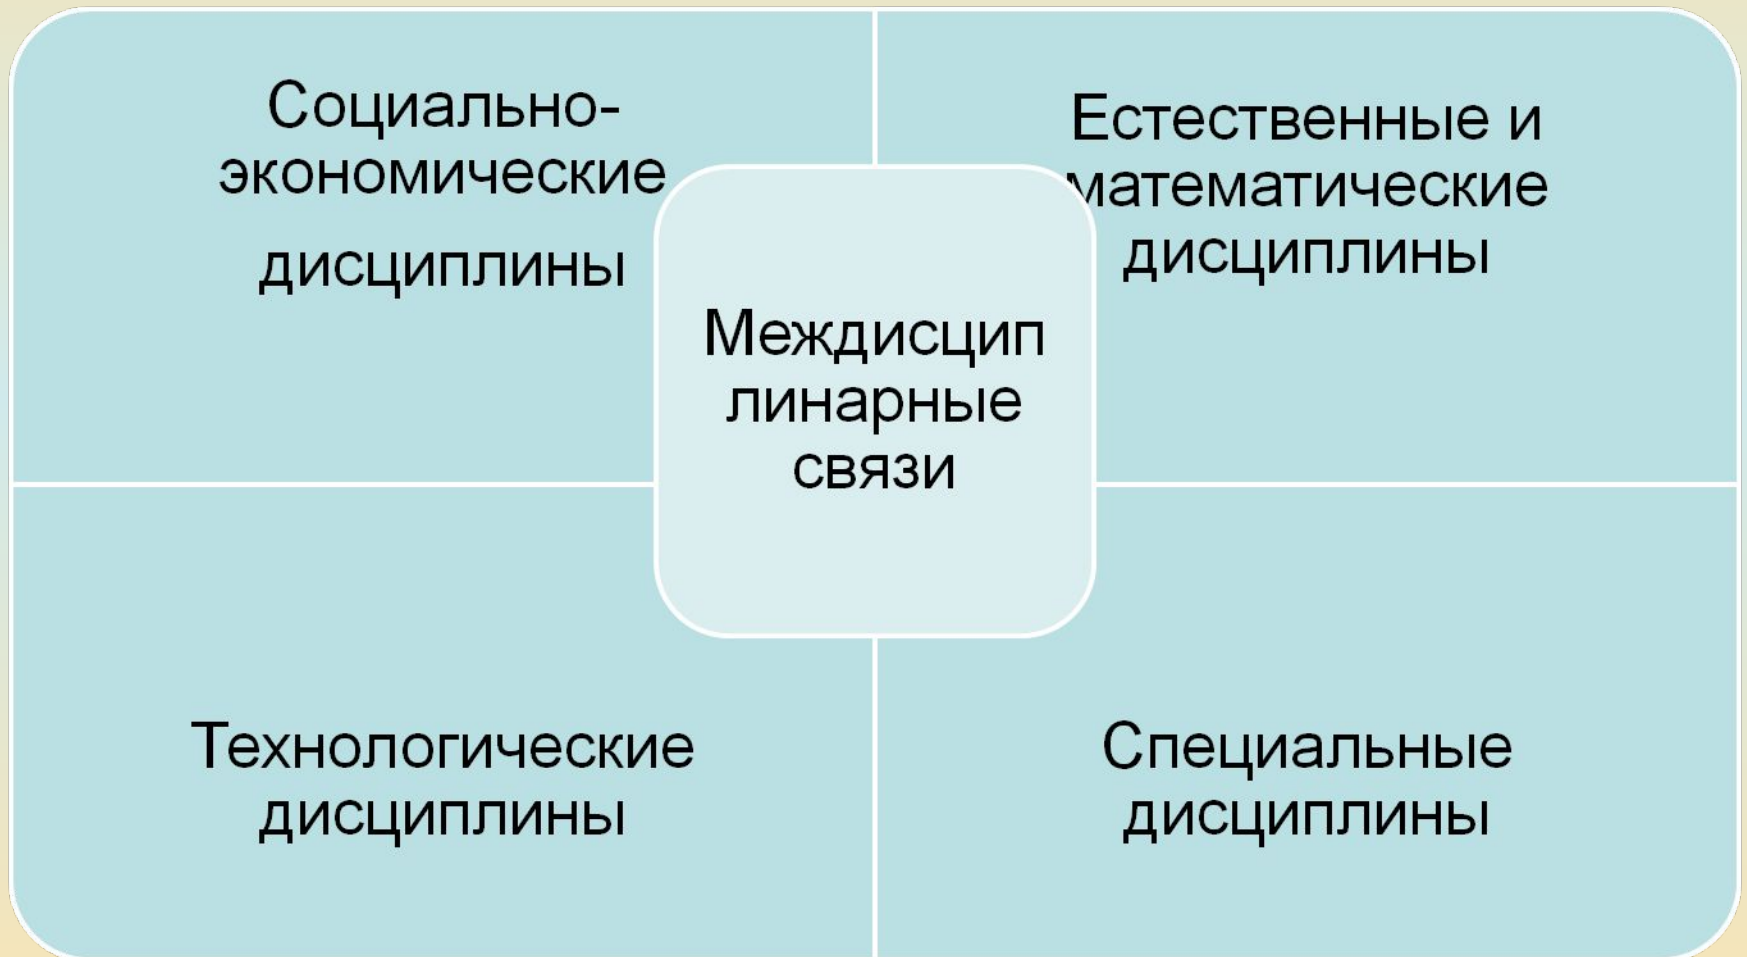 Социально-
экономические
дисциплины
Естественные и
математические
дисциплины
Междисцип
линарные
связи
Технологические
дисциплины
Специальные
дисциплины